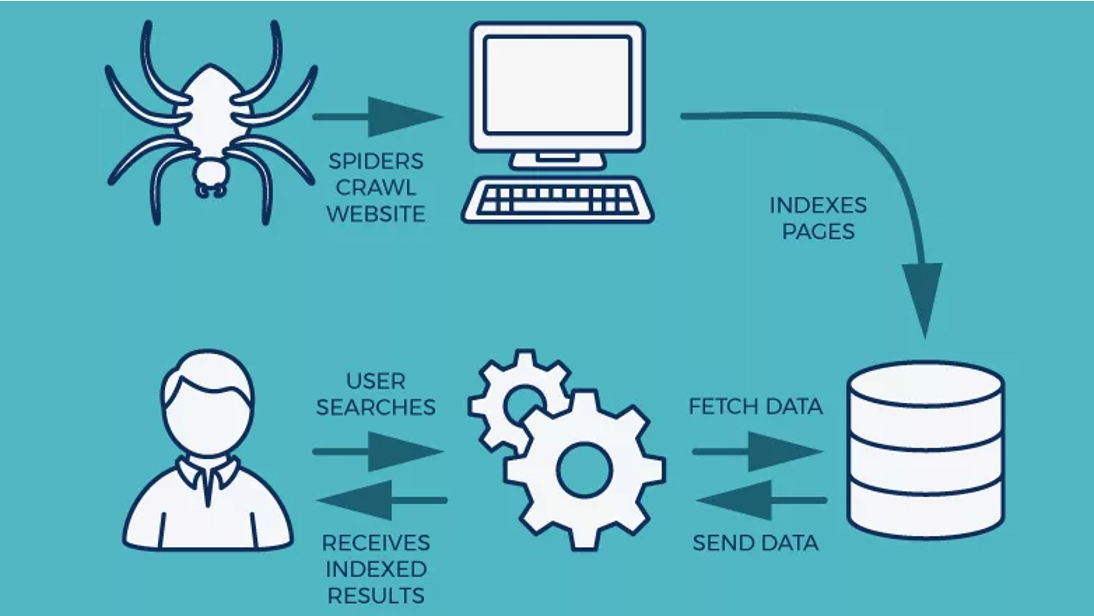 SPIDERS
CRAWL
WEBSITE
INDEXES
PAGES
USER
SEARCHES
FETCH DATA
RECEIVES
INDEXED
RESULTS
SEND DATA